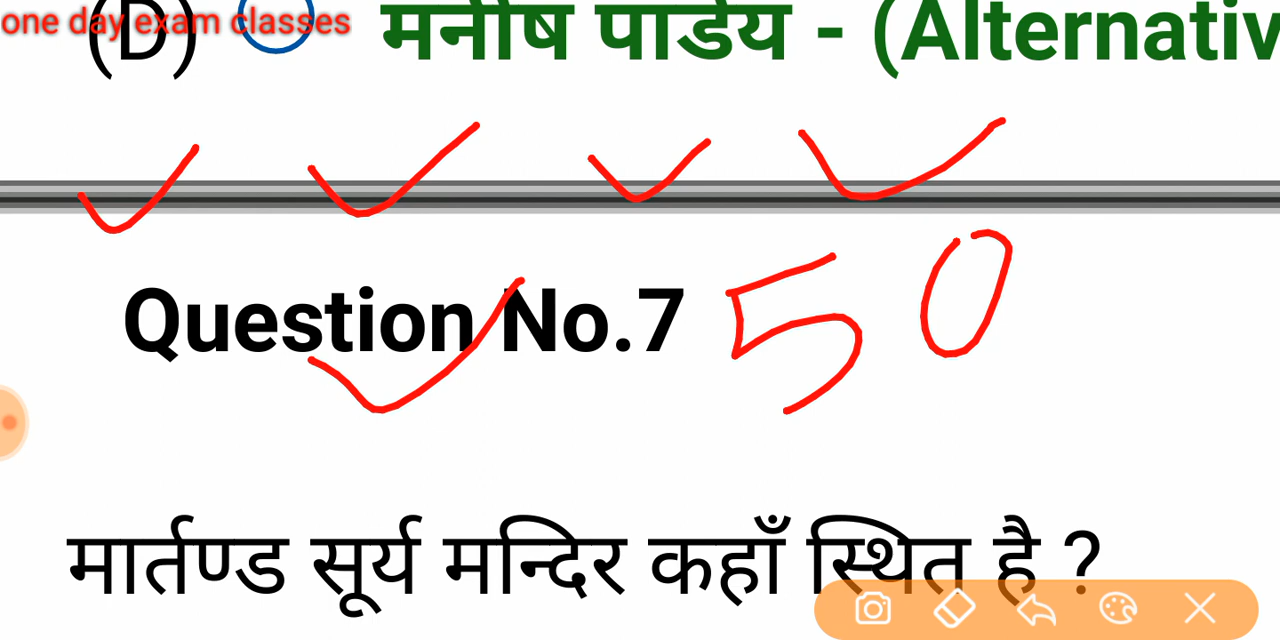 one day exam classes
(D) मनीष पांडेय - (Alternativ
50
Question No.7
मार्तण्ड सूर्य मन्दिर कहाँ स्थित है ?